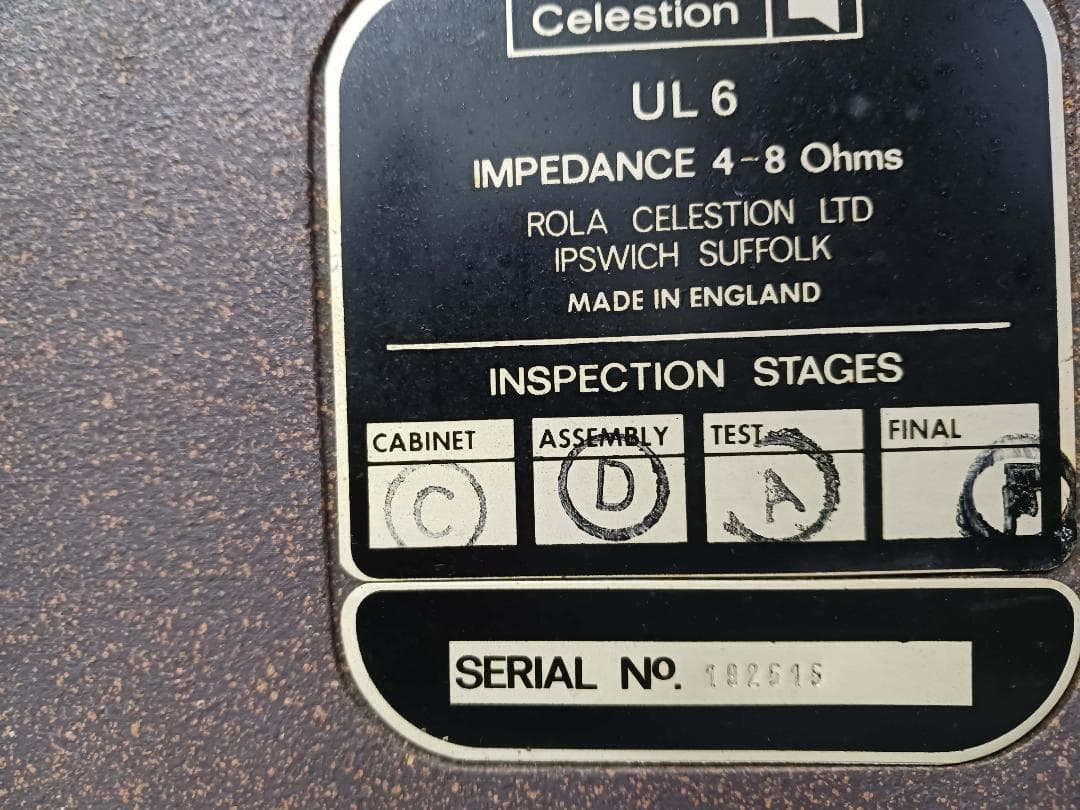 Celestion
UL 6
IMPEDANCE 4-8 Ohms
ROLA CELESTION LTD
IPSWICH SUFFOLK
MADE IN ENGLAND
INSPECTION STAGES
CABINET ASSEMBLY TEST FINAL
C D A
SERIAL No.